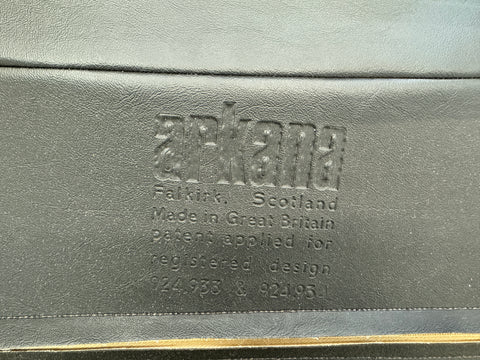 arkana
Falkirk. Scotland
Made in Great Britain
patent applied for
registered design
924.933 & 924.934